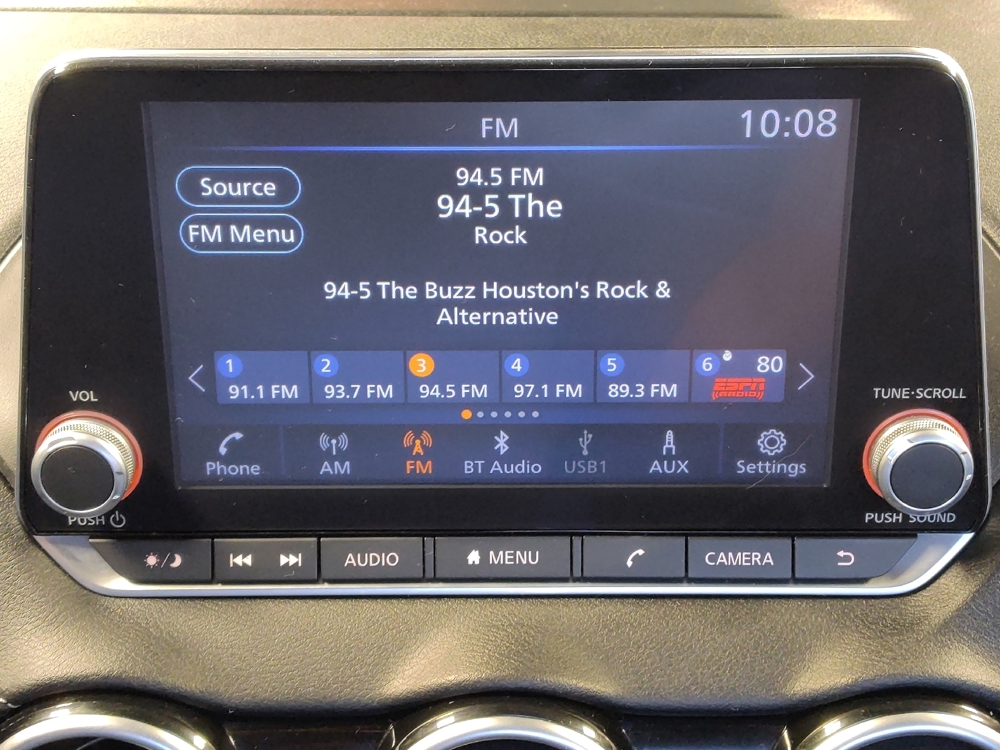 FM 10:08
Source
FM Menu
94.5 FM
94-5 The
Rock
94-5 The Buzz Houston's Rock &
Alternative
1 2 3 4 5 6 80
91.1 FM 93.7 FM 94.5 FM 97.1 FM 89.3 FM ESPN
((RADIO))
VOL
TUNE·SCROLL
Phone AM FM BT Audio USB1 AUX Settings
PUSH
PUSH SOUND
AUDIO MENU CAMERA